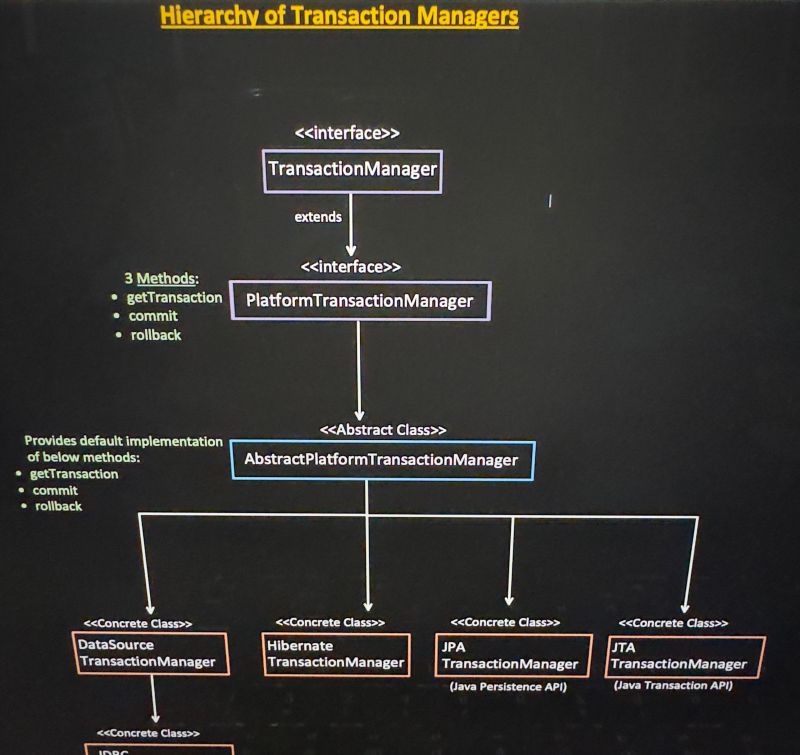 Hierarchy of Transaction Managers
<<interface>>
TransactionManager
extends
<<interface>>
PlatformTransactionManager
3 Methods:
• getTransaction
• commit
• rollback
<<Abstract Class>>
AbstractPlatformTransactionManager
Provides default implementation
of below methods:
• getTransaction
• commit
• rollback
<<Concrete Class>>
DataSource
TransactionManager
<<Concrete Class>>
Hibernate
TransactionManager
<<Concrete Class>>
JPA
TransactionManager
(Java Persistence API)
<<Concrete Class>>
JTA
TransactionManager
(Java Transaction API)
<<Concrete Class>>
JDBC